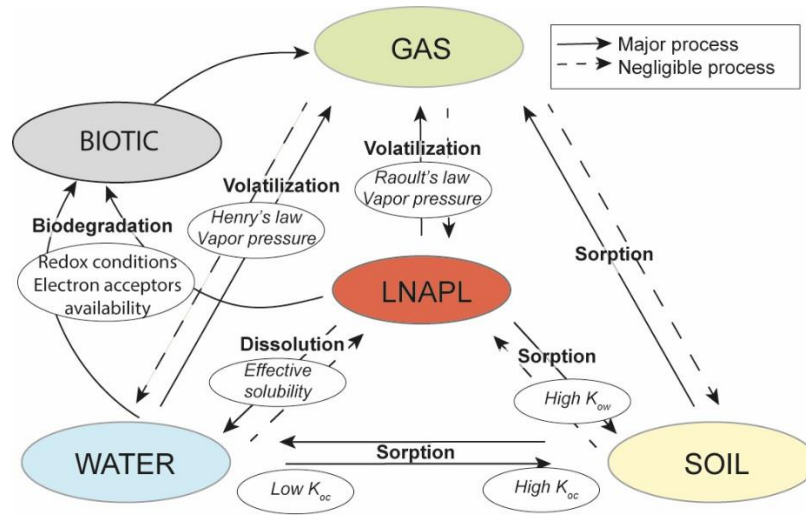 GAS
Major process
Negligible process
BIOTIC
Volatilization
Raoult's law
Vapor pressure
Volatilization
Henry's law
Vapor pressure
Biodegradation
Redox conditions
Electron acceptors
availability
Sorption
LNAPL
Dissolution
Effective
solubility
Sorption
High Kow
WATER
Sorption
Low Koc
High Koc
SOIL